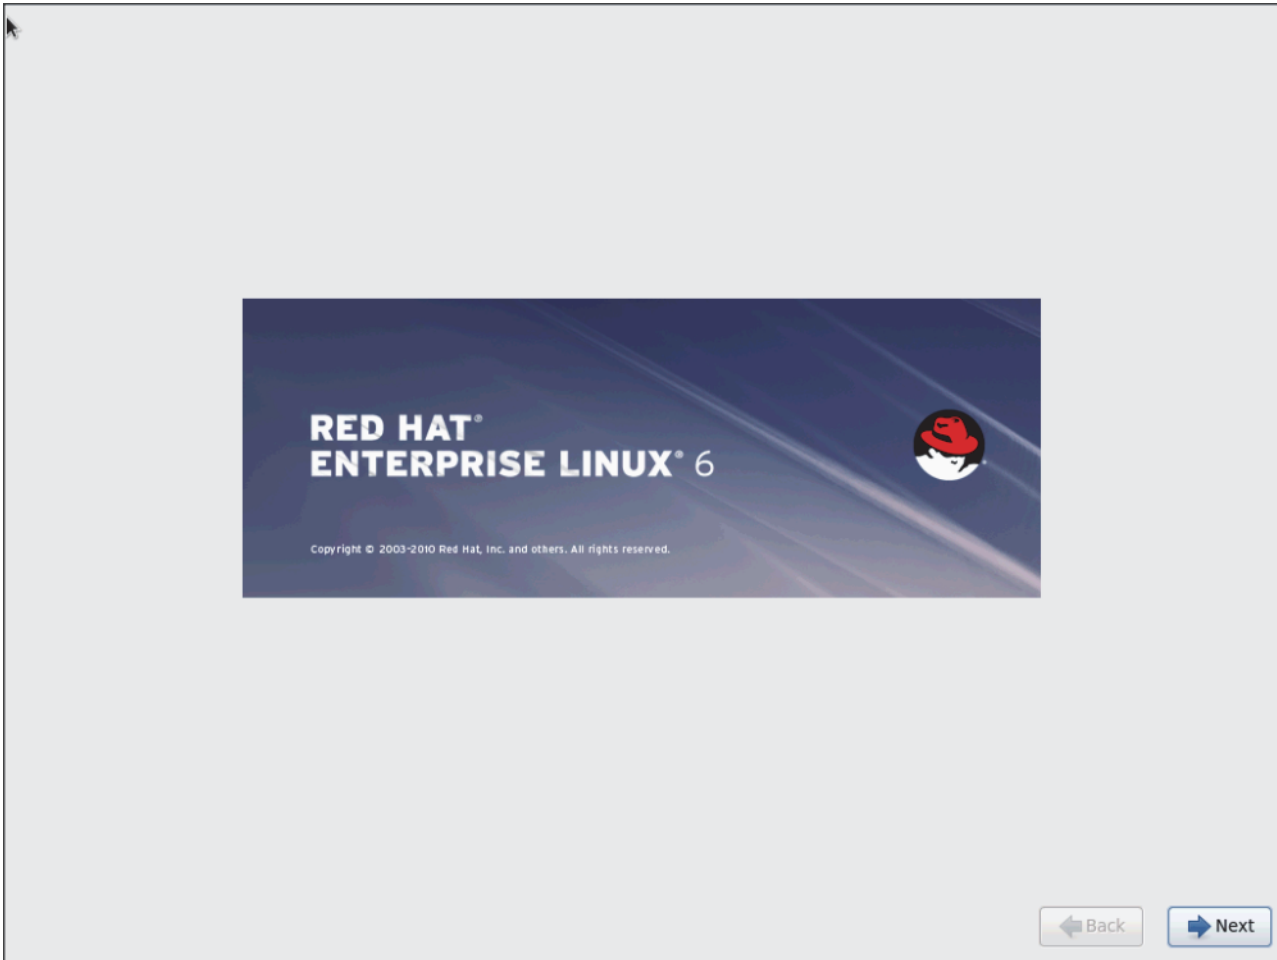 RED HAT®
ENTERPRISE LINUX® 6
Copyright © 2003-2010 Red Hat, Inc. and others. All rights reserved.
Back
Next